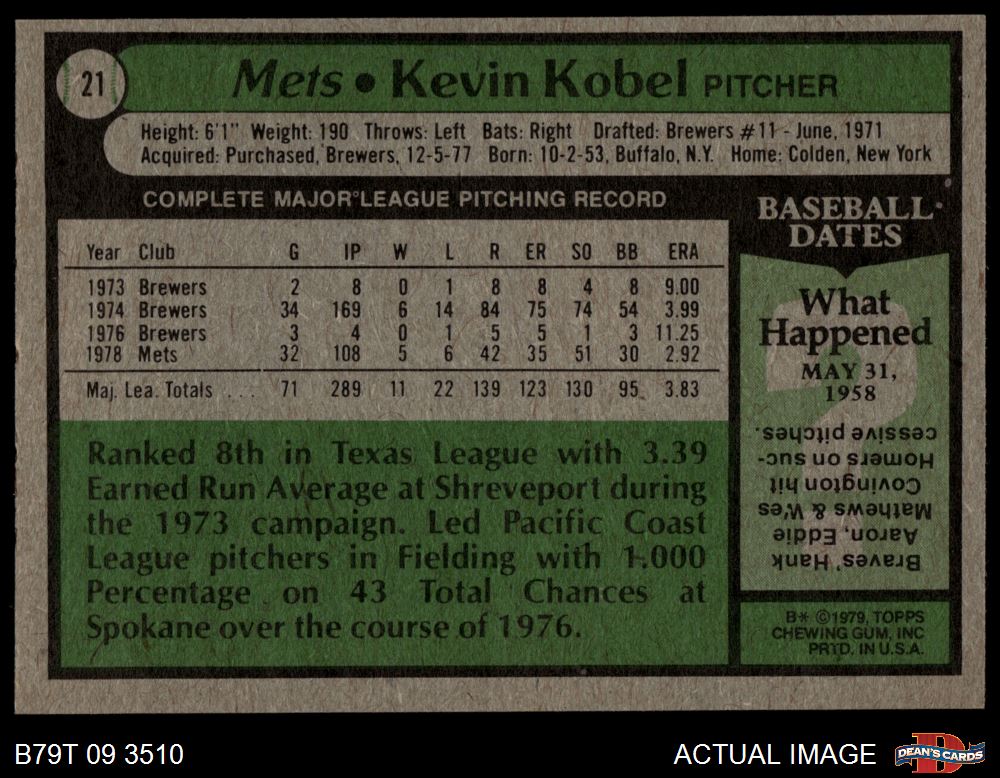 21
Mets • Kevin Kobel PITCHER
Height: 6'1" Weight: 190 Throws: Left Bats: Right Drafted: Brewers #11 - June, 1971
Acquired: Purchased, Brewers, 12-5-77 Born: 10-2-53, Buffalo, N.Y. Home: Colden, New York
COMPLETE MAJOR LEAGUE PITCHING RECORD
Year Club G IP W L R ER SO BB ERA
1973 Brewers 2 8 0 1 8 8 4 8 9.00
1974 Brewers 34 169 6 14 84 75 74 54 3.99
1976 Brewers 3 4 0 1 5 5 1 3 11.25
1978 Mets 32 108 5 6 42 35 51 30 2.92
Maj. Lea. Totals . . . 71 289 11 22 139 123 130 95 3.83
Ranked 8th in Texas League with 3.39
Earned Run Average at Shreveport during
the 1973 campaign. Led Pacific Coast
League pitchers in Fielding with 1.000
Percentage on 43 Total Chances at
Spokane over the course of 1976.
BASEBALL
DATES
What
Happened
MAY 31,
1958
Braves' Hank
Aaron, Eddie
Mathews & Wes
Covington hit
Homers on suc-
cessive pitches.
B* ©1979, TOPPS
CHEWING GUM, INC
PRTD. IN U.S.A.
B79T 09 3510
ACTUAL IMAGE
DEAN'S CARDS